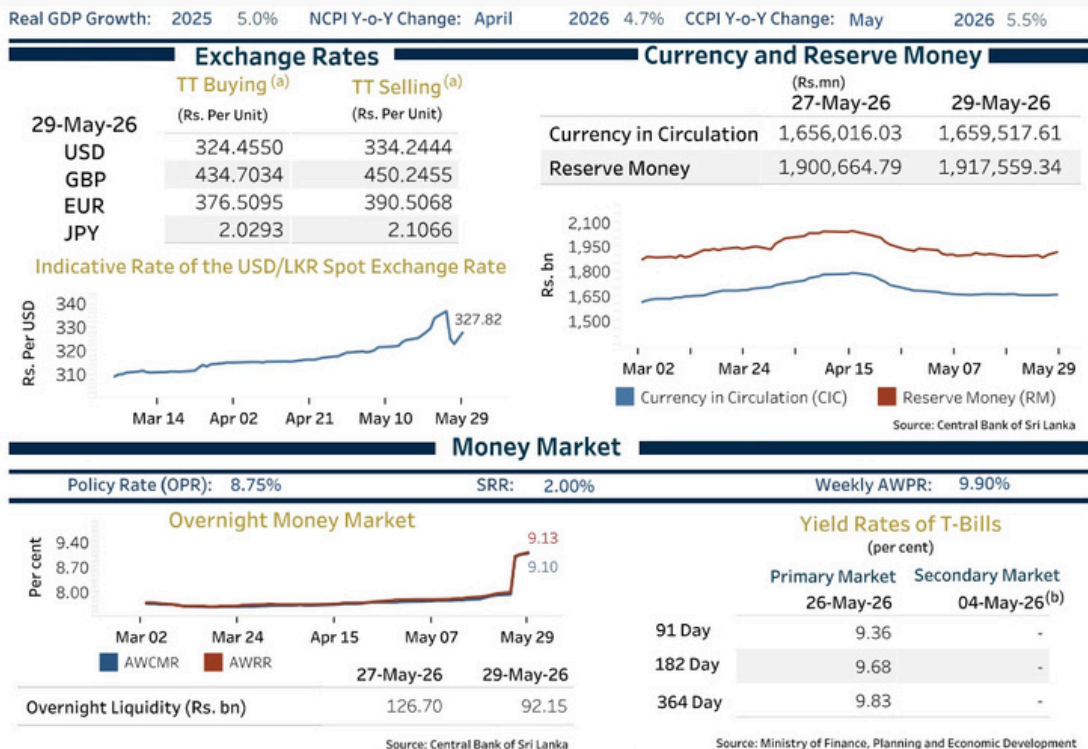 Real GDP Growth: 2025 5.0% NCPI Y-o-Y Change: April 2026 4.7% CCPI Y-o-Y Change: May 2026 5.5%
Exchange Rates
TT Buying (a) TT Selling (a)
29-May-26 (Rs. Per Unit) (Rs. Per Unit)
USD 324.4550 334.2444
GBP 434.7034 450.2455
EUR 376.5095 390.5068
JPY 2.0293 2.1066
Indicative Rate of the USD/LKR Spot Exchange Rate
Rs. Per USD
340
330
320
310
327.82
Mar 14 Apr 02 Apr 21 May 10 May 29
Currency and Reserve Money
(Rs.mn)
27-May-26 29-May-26
Currency in Circulation 1,656,016.03 1,659,517.61
Reserve Money 1,900,664.79 1,917,559.34
Rs. bn
2,100
1,950
1,800
1,650
1,500
Mar 02 Mar 24 Apr 15 May 07 May 29
Currency in Circulation (CIC) Reserve Money (RM)
Source: Central Bank of Sri Lanka
Money Market
Policy Rate (OPR): 8.75% SRR: 2.00% Weekly AWPR: 9.90%
Overnight Money Market
Per cent
9.40
8.70
8.00
9.13
9.10
Mar 02 Mar 24 Apr 15 May 07 May 29
AWCMR AWRR
27-May-26 29-May-26
Overnight Liquidity (Rs. bn) 126.70 92.15
Source: Central Bank of Sri Lanka
Yield Rates of T-Bills
(per cent)
Primary Market Secondary Market
26-May-26 04-May-26(b)
91 Day 9.36 -
182 Day 9.68 -
364 Day 9.83 -
Source: Ministry of Finance, Planning and Economic Development